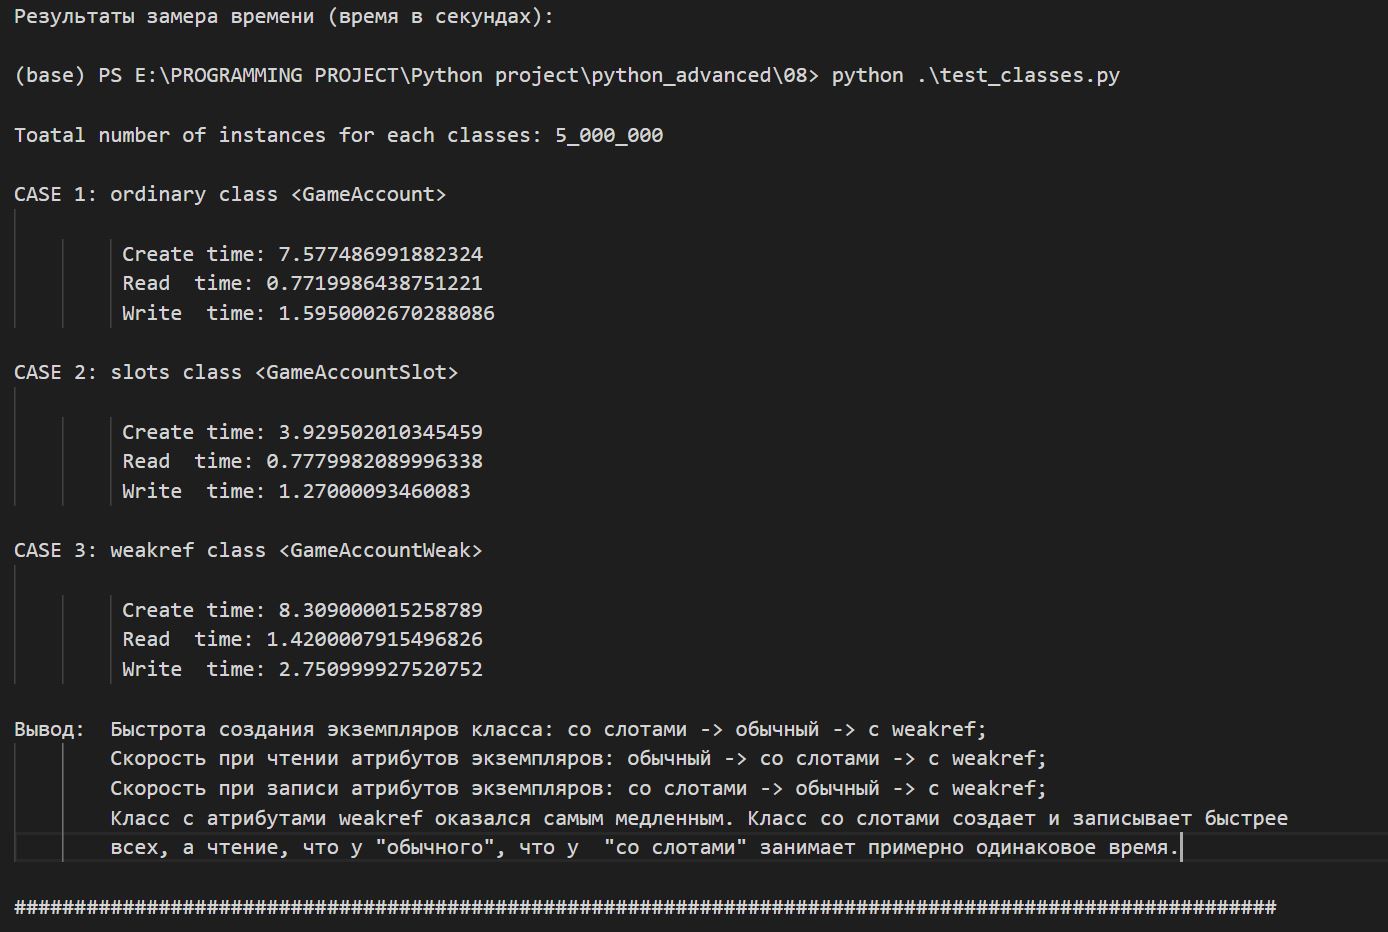 Результаты замера времени (время в секундах):
(base) PS E:\PROGRAMMING PROJECT\Python project\python_advanced\08> python .\test_classes.py
Toatal number of instances for each classes: 5_000_000
CASE 1: ordinary class <GameAccount>
Create time: 7.577486991882324
Read  time: 0.7719986438751221
Write  time: 1.5950002670288086
CASE 2: slots class <GameAccountSlot>
Create time: 3.929502010345459
Read  time: 0.7779982089996338
Write  time: 1.27000093460083
CASE 3: weakref class <GameAccountWeak>
Create time: 8.309000015258789
Read  time: 1.4200007915496826
Write  time: 2.750999927520752
Вывод:  Быстрота создания экземпляров класса: со слотами -> обычный -> с weakref;
Скорость при чтении атрибутов экземпляров: обычный -> со слотами -> с weakref;
Скорость при записи атрибутов экземпляров: со слотами -> обычный -> с weakref;
Класс с атрибутами weakref оказался самым медленным. Класс со слотами создает и записывает быстрее
всех, а чтение, что у "обычного", что у  "со слотами" занимает примерно одинаковое время.
#########################################################################################################